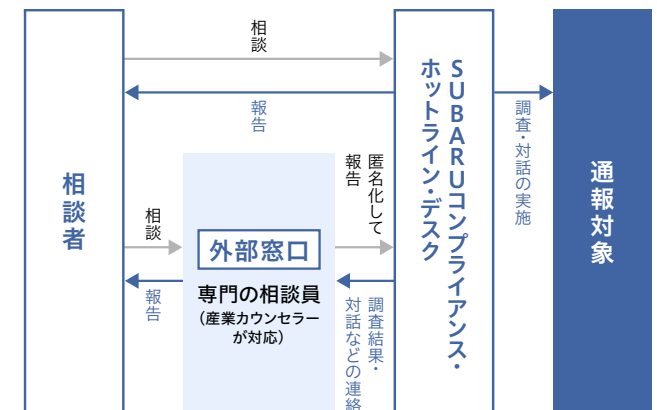 相談者
相談
報告
相談
報告
外部窓口
専門の相談員
（産業カウンセラー
が対応）
匿名化して
報告
調査結果・
対話などの連絡
SUBARUコンプライアンス・
ホットライン・デスク
調査・対話の実施
通報対象